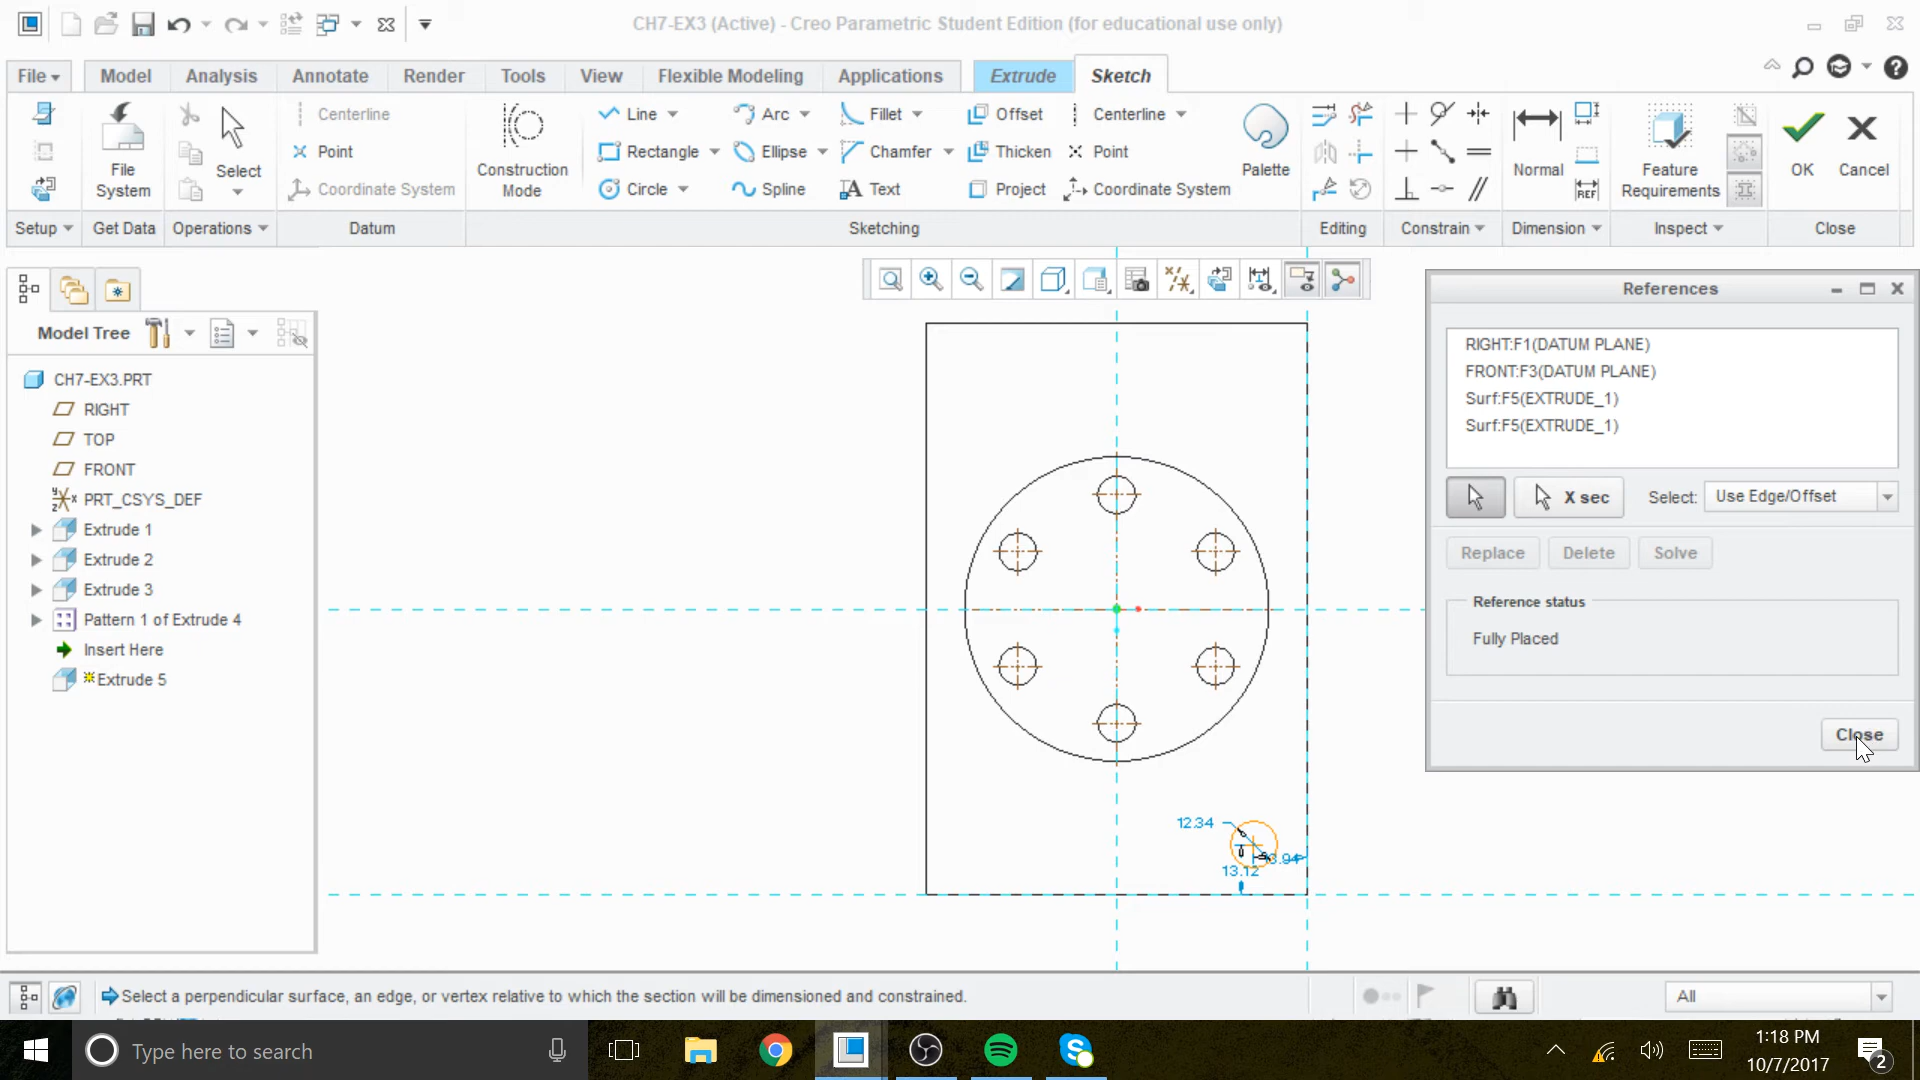 CH7-EX3 (Active) - Creo Parametric Student Edition (for educational use only)
File Model Analysis Annotate Render Tools View Flexible Modeling Applications Extrude Sketch
Centerline Line Arc Fillet Offset Centerline
Point Rectangle Ellipse Chamfer Thicken Point
Coordinate System Circle Spline Text Project Coordinate System
File System
Select
Construction Mode
Palette
Normal
REF
Feature Requirements
OK
Cancel
Setup Get Data Operations Datum Sketching Editing Constrain Dimension Inspect Close
Model Tree
CH7-EX3.PRT
RIGHT
TOP
FRONT
PRT_CSYS_DEF
Extrude 1
Extrude 2
Extrude 3
Pattern 1 of Extrude 4
Insert Here
Extrude 5
12.34
13.12
References
RIGHT:F1(DATUM PLANE)
FRONT:F3(DATUM PLANE)
Surf:F5(EXTRUDE_1)
Surf:F5(EXTRUDE_1)
X sec Select: Use Edge/Offset
Replace Delete Solve
Reference status
Fully Placed
Close
Select a perpendicular surface, an edge, or vertex relative to which the section will be dimensioned and constrained.
All
Type here to search
1:18 PM
10/7/2017
2